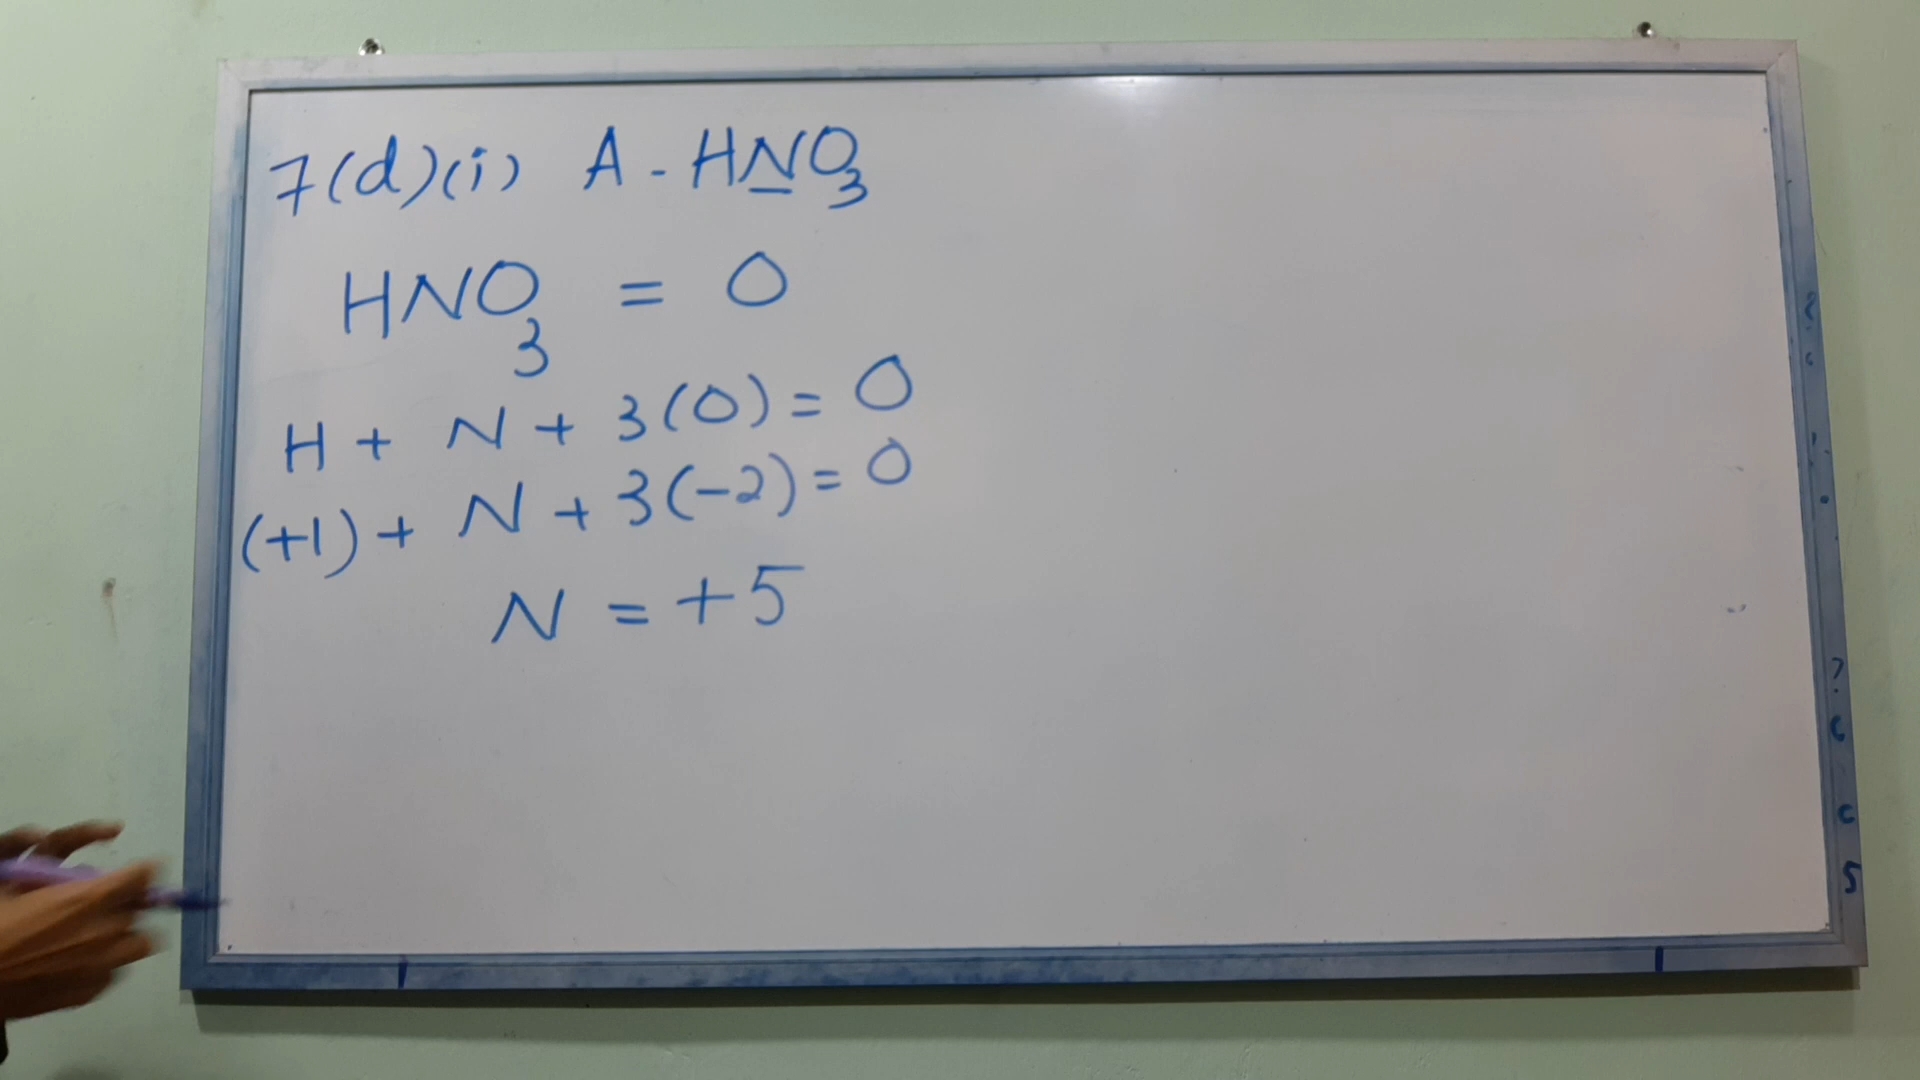 7(d)(i) A - HNO3
HNO3 = 0
H + N + 3(O) = 0
(+1) + N + 3(-2) = 0
N = +5